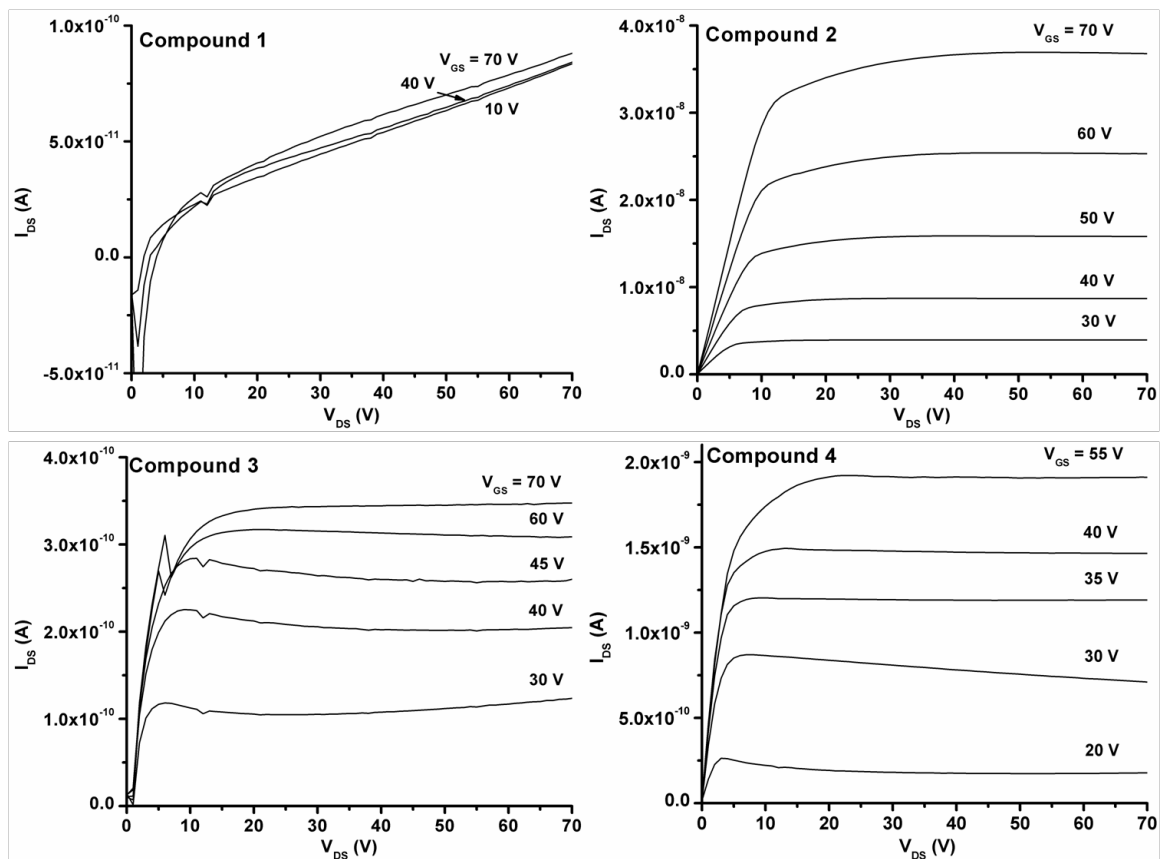 Compound 1
1.0x10⁻¹⁰
5.0x10⁻¹¹
0.0
-5.0x10⁻¹¹
I_DS (A)
V_GS = 70 V
40 V
10 V
0 10 20 30 40 50 60 70
V_DS (V)
Compound 2
4.0x10⁻⁸
3.0x10⁻⁸
2.0x10⁻⁸
1.0x10⁻⁸
0.0
I_DS (A)
V_GS = 70 V
60 V
50 V
40 V
30 V
0 10 20 30 40 50 60 70
V_DS (V)
Compound 3
4.0x10⁻¹⁰
3.0x10⁻¹⁰
2.0x10⁻¹⁰
1.0x10⁻¹⁰
0.0
I_DS (A)
V_GS = 70 V
60 V
45 V
40 V
30 V
0 10 20 30 40 50 60 70
V_DS (V)
Compound 4
2.0x10⁻⁹
1.5x10⁻⁹
1.0x10⁻⁹
5.0x10⁻¹⁰
0.0
I_DS (A)
V_GS = 55 V
40 V
35 V
30 V
20 V
0 10 20 30 40 50 60 70
V_DS (V)